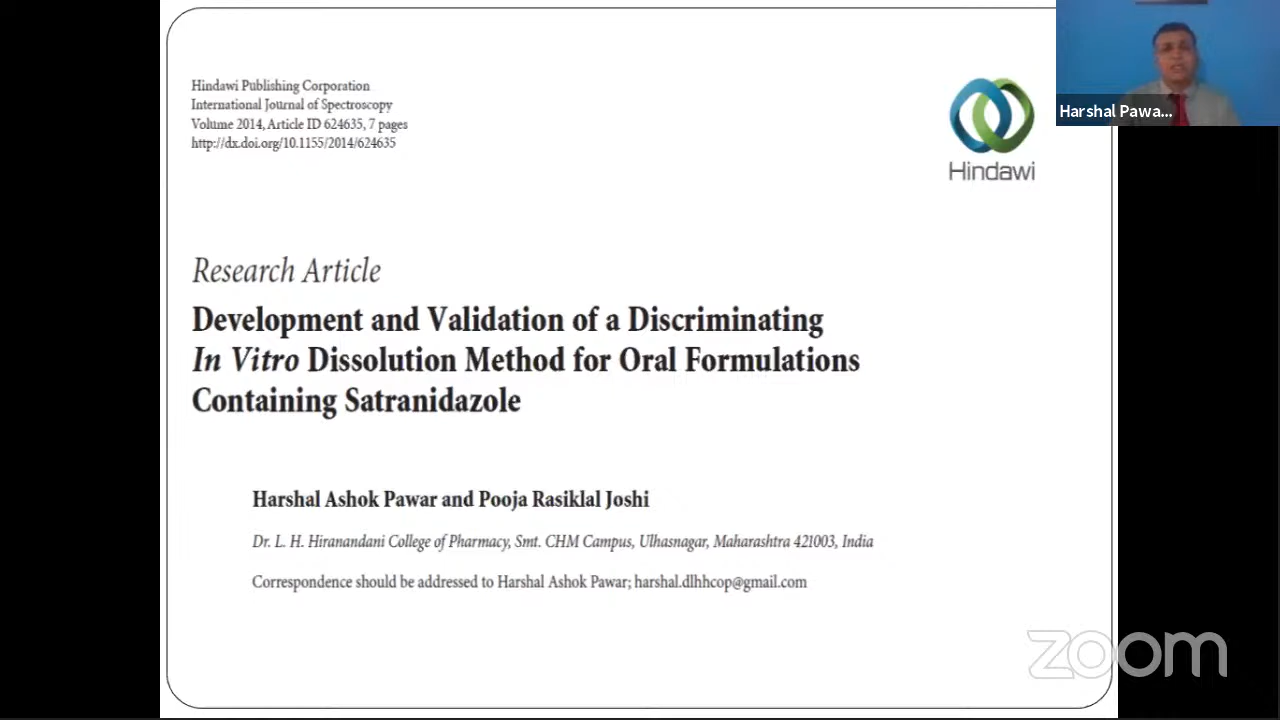 Hindawi Publishing Corporation
International Journal of Spectroscopy
Volume 2014, Article ID 624635, 7 pages
http://dx.doi.org/10.1155/2014/624635
Hindawi
Harshal Pawa...
Research Article
Development and Validation of a Discriminating
In Vitro Dissolution Method for Oral Formulations
Containing Satranidazole
Harshal Ashok Pawar and Pooja Rasiklal Joshi
Dr. L. H. Hiranandani College of Pharmacy, Smt. CHM Campus, Ulhasnagar, Maharashtra 421003, India
Correspondence should be addressed to Harshal Ashok Pawar; harshal.dlhhcop@gmail.com
zoom